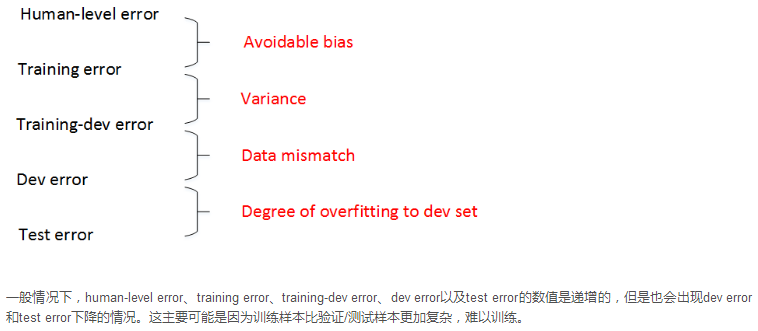 Human-level error
Avoidable bias
Training error
Variance
Training-dev error
Data mismatch
Dev error
Degree of overfitting to dev set
Test error
一般情况下，human-level error、training error、training-dev error、dev error以及test error的数值是递增的，但是也会出现dev error
和test error下降的情况。这主要可能是因为训练样本比验证/测试样本更加复杂，难以训练。